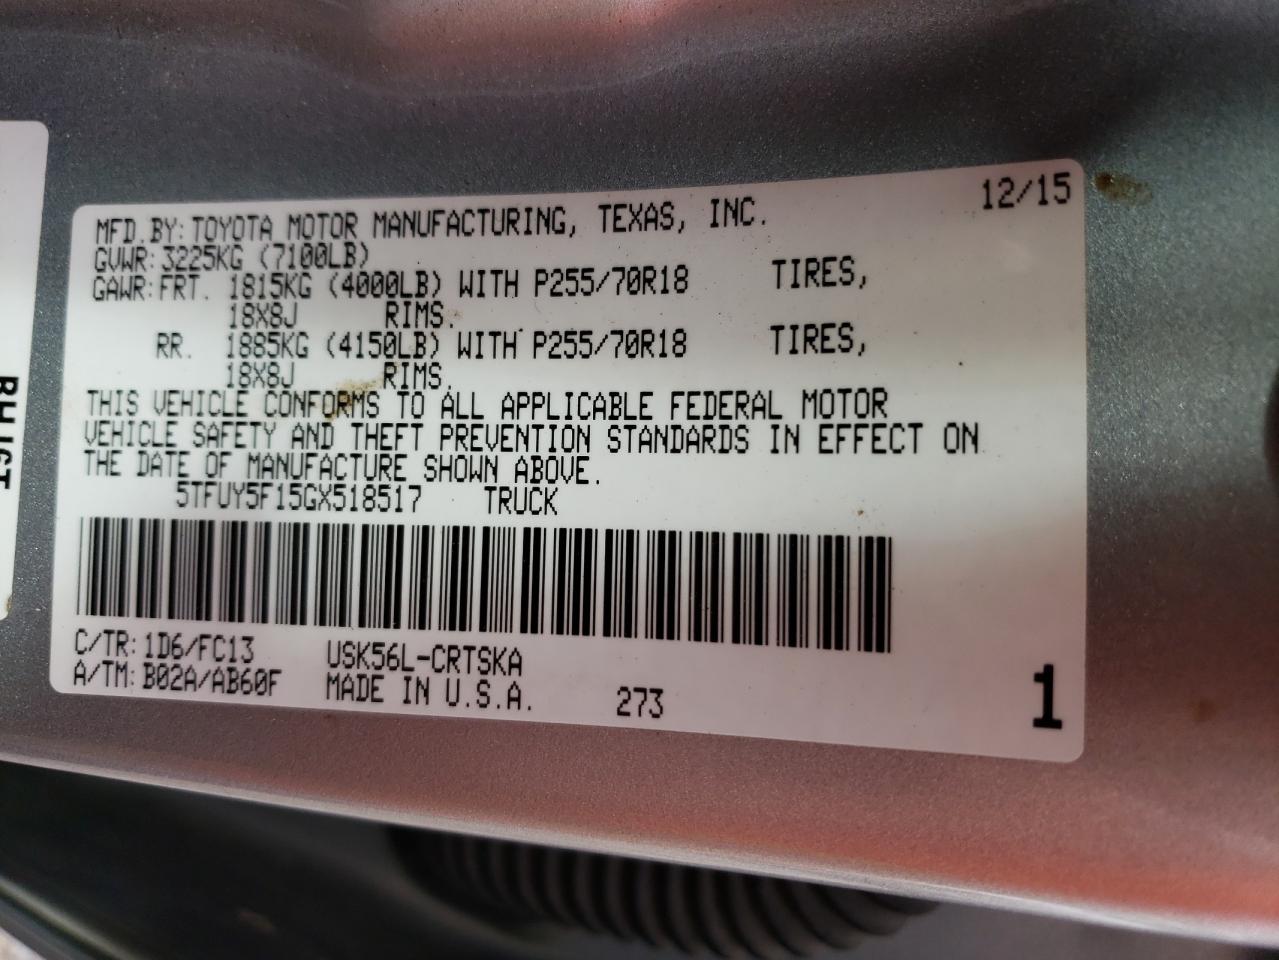 12/15
MFD. BY: TOYOTA MOTOR MANUFACTURING, TEXAS, INC.
GVWR: 3225KG (7100LB)
GAWR: FRT. 1815KG (4000LB) WITH P255/70R18 TIRES,
18X8J RIMS.
RR. 1885KG (4150LB) WITH P255/70R18 TIRES,
18X8J RIMS.
THIS VEHICLE CONFORMS TO ALL APPLICABLE FEDERAL MOTOR
VEHICLE SAFETY AND THEFT PREVENTION STANDARDS IN EFFECT ON
THE DATE OF MANUFACTURE SHOWN ABOVE.
5TFUY5F15GX518517 TRUCK
C/TR: 1D6/FC13 USK56L-CRTSKA
A/TM: B02A/AB60F MADE IN U.S.A. 273
1